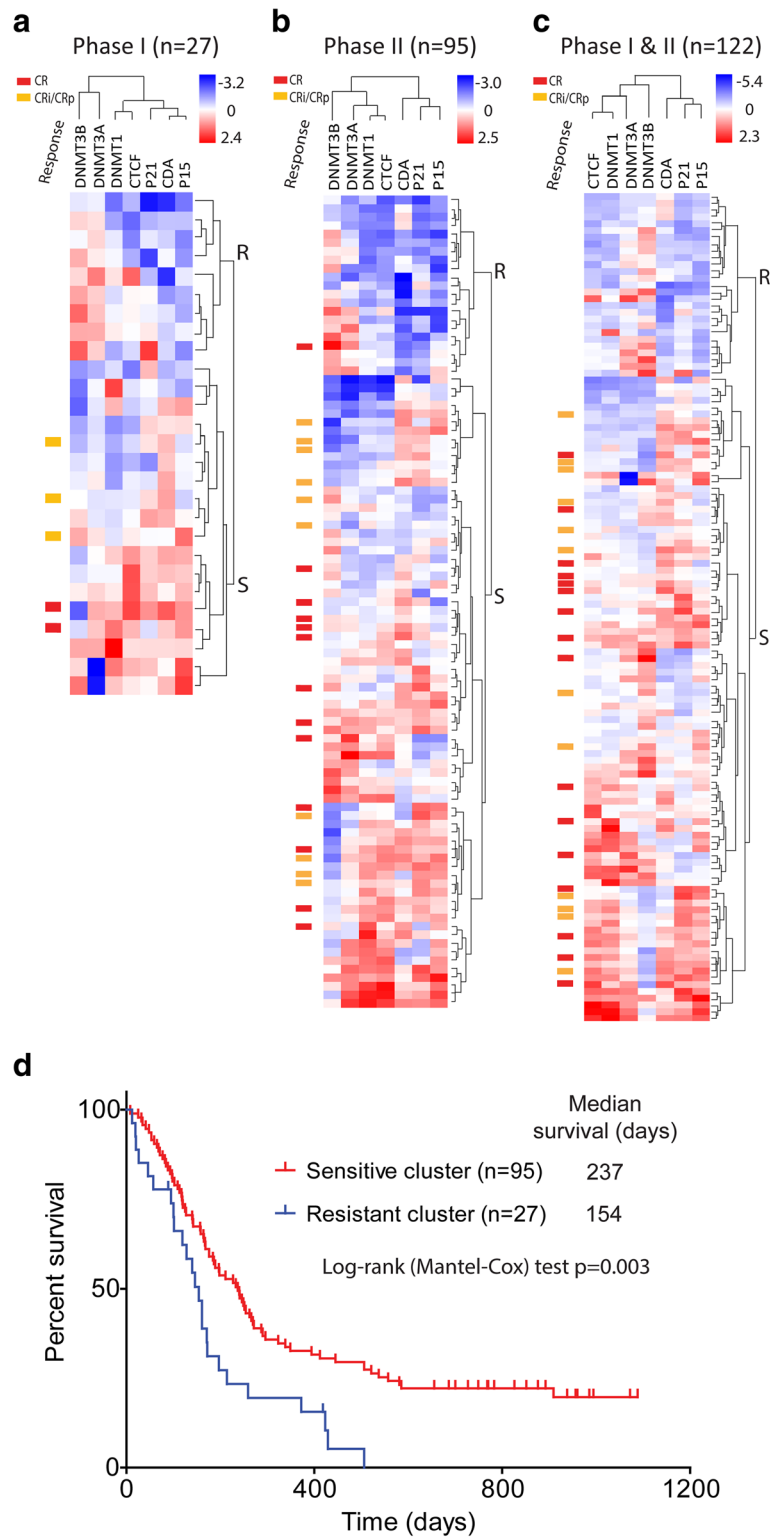 a
Phase I (n=27)
CR
CRi/CRp
-3.2
0
2.4
Response
DNMT3B
DNMT3A
DNMT1
CTCF
P21
CDA
P15
R
S
b
Phase II (n=95)
CR
CRi/CRp
-3.0
0
2.5
Response
DNMT3B
DNMT3A
DNMT1
CTCF
CDA
P21
P15
R
S
c
Phase I & II (n=122)
CR
CRi/CRp
-5.4
0
2.3
Response
CTCF
DNMT1
DNMT3A
DNMT3B
CDA
P21
P15
R
S
d
Median
survival (days)
Sensitive cluster (n=95) 237
Resistant cluster (n=27) 154
Log-rank (Mantel-Cox) test p=0.003
Percent survival
100
50
0
0 400 800 1200
Time (days)